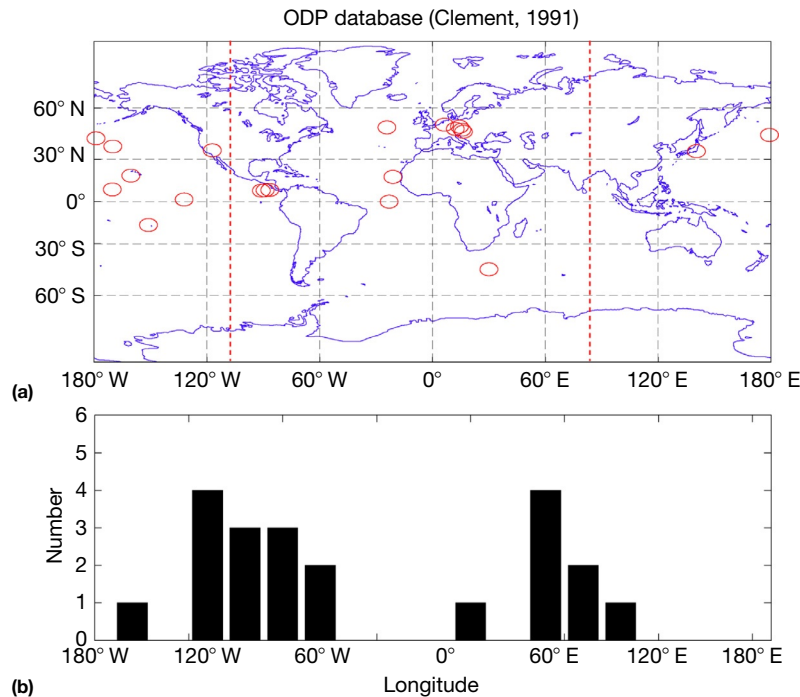 ODP database (Clement, 1991)
60° N
30° N
0°
30° S
60° S
180° W 120° W 60° W 0° 60° E 120° E 180° E
(a)
6
5
4
3
2
1
0
Number
180° W 120° W 60° W 0° 60° E 120° E 180° E
Longitude
(b)